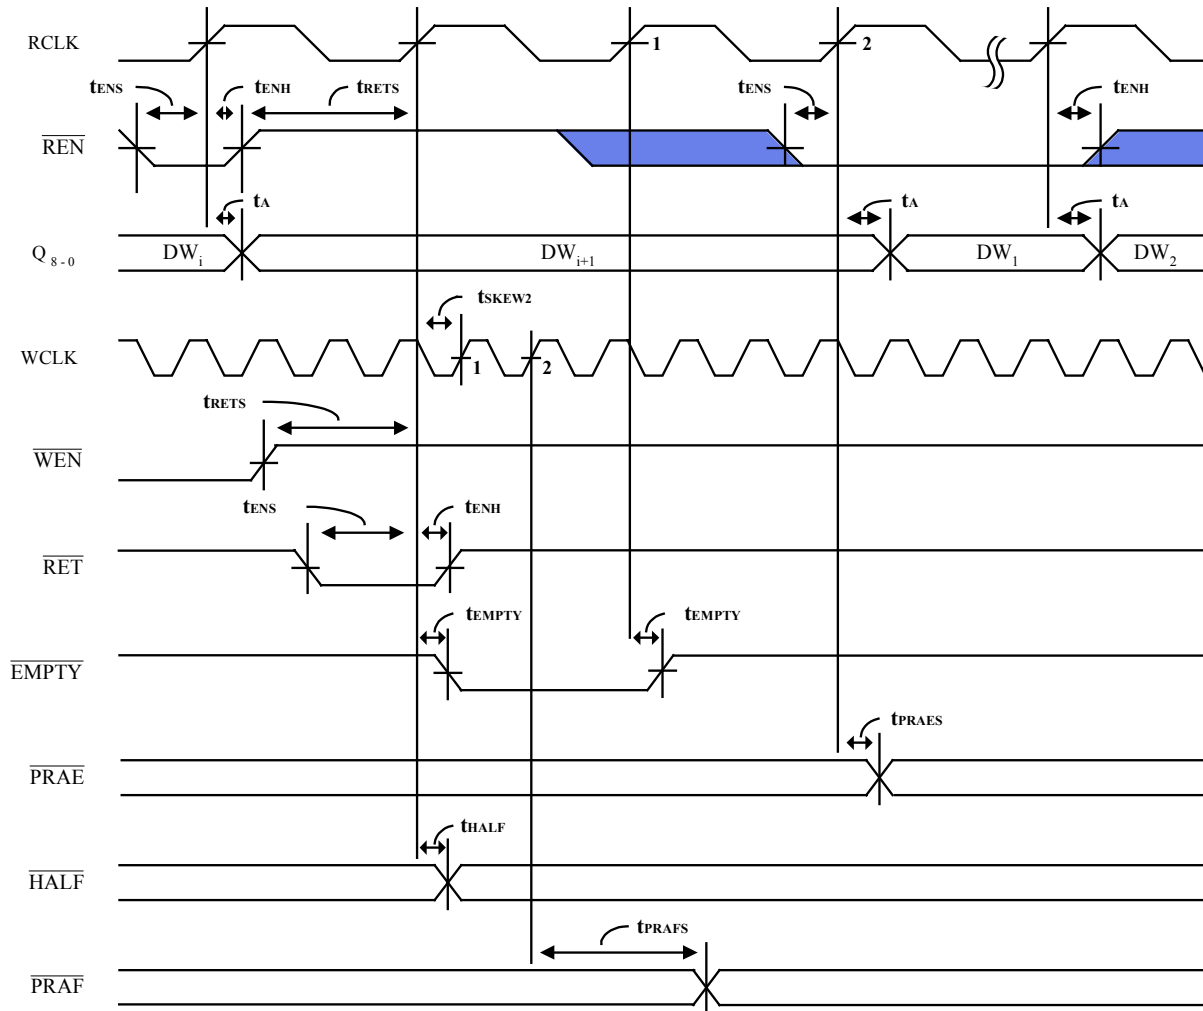 RCLK
1
2
tENS
tENH
tRETS
tENS
tENH
REN
tA
tA
tA
Q 8 - 0
DWi
DWi+1
DW1
DW2
tSKEW2
WCLK
1
2
tRETS
WEN
tENS
tENH
RET
tEMPTY
tEMPTY
EMPTY
tPRAES
PRAE
tHALF
HALF
tPRAFS
PRAF